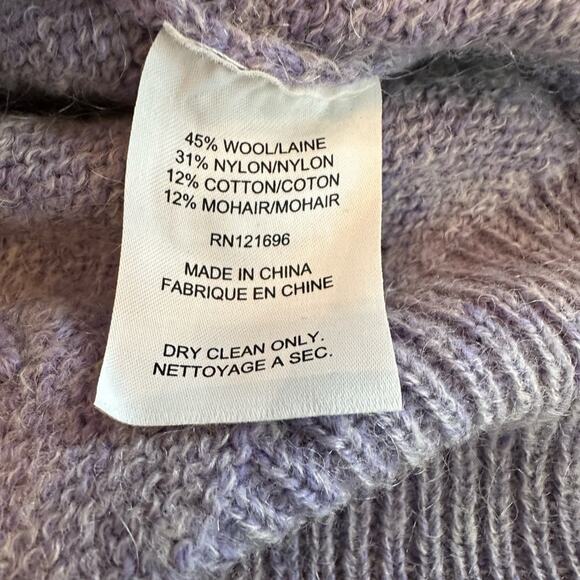 45% WOOL/LAINE
31% NYLON/NYLON
12% COTTON/COTON
12% MOHAIR/MOHAIR
RN121696
MADE IN CHINA
FABRIQUE EN CHINE
DRY CLEAN ONLY.
NETTOYAGE A SEC.